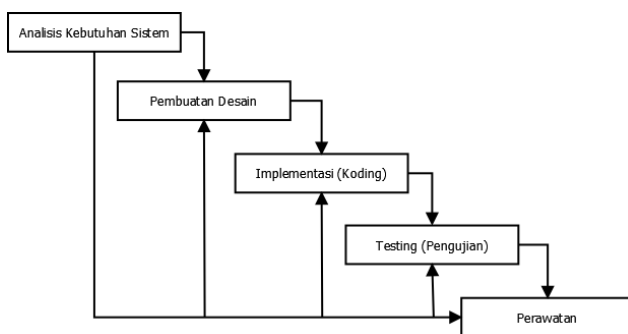 Analisis Kebutuhan Sistem
Pembuatan Desain
Implementasi (Koding)
Testing (Pengujian)
Perawatan